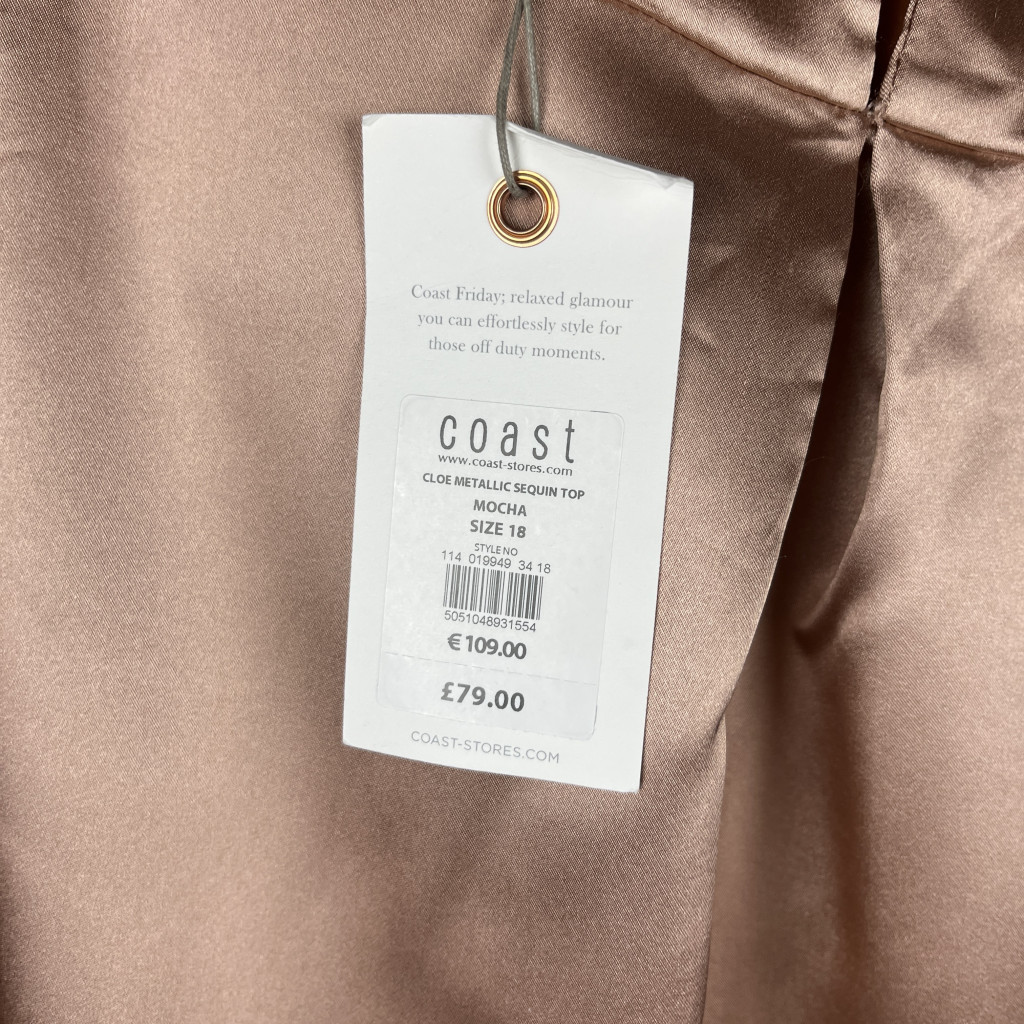 Coast Friday; relaxed glamour
you can effortlessly style for
those off duty moments.
coast
www.coast-stores.com
CLOE METALLIC SEQUIN TOP
MOCHA
SIZE 18
STYLE NO
114 019949 34 18
5051048931554
€109.00
£79.00
COAST-STORES.COM